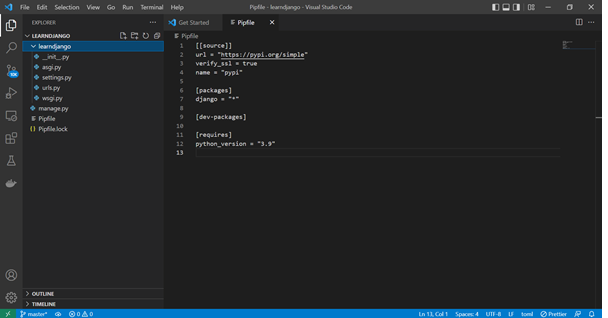 File Edit Selection View Go Run Terminal Help
Pipfile - learndjango - Visual Studio Code
EXPLORER
LEARNDJANGO
learndjango
__init__.py
asgi.py
settings.py
urls.py
wsgi.py
manage.py
Pipfile
Pipfile.lock
OUTLINE
TIMELINE
Get Started
Pipfile
Pipfile
1 [[source]]
2 url = "https://pypi.org/simple"
3 verify_ssl = true
4 name = "pypi"
5
6 [packages]
7 django = "*"
8
9 [dev-packages]
10
11 [requires]
12 python_version = "3.9"
13
master* 0 0
Ln 13, Col 1 Spaces: 4 UTF-8 LF toml Prettier